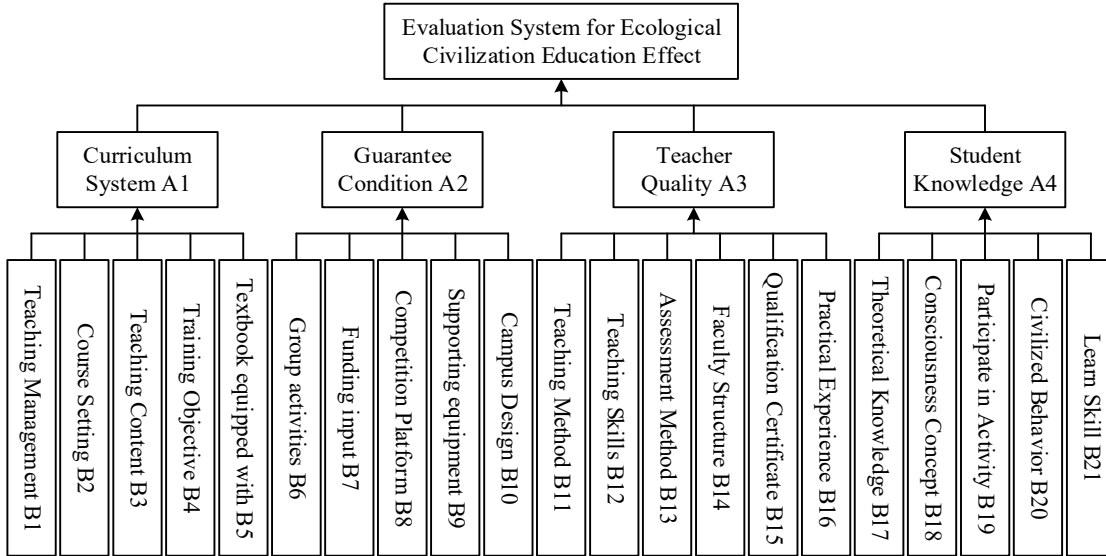 Evaluation System for Ecological
Civilization Education Effect
Curriculum
System A1
Guarantee
Condition A2
Teacher
Quality A3
Student
Knowledge A4
Teaching Management B1
Course Setting B2
Teaching Content B3
Training Objective B4
Textbook equipped with B5
Group activities B6
Funding input B7
Competition Platform B8
Supporting equipment B9
Campus Design B10
Teaching Method B11
Teaching Skills B12
Assessment Method B13
Faculty Structure B14
Qualification Certificate B15
Practical Experience B16
Theoretical Knowledge B17
Consciousness Concept B18
Participate in Activity B19
Civilized Behavior B20
Learn Skill B21